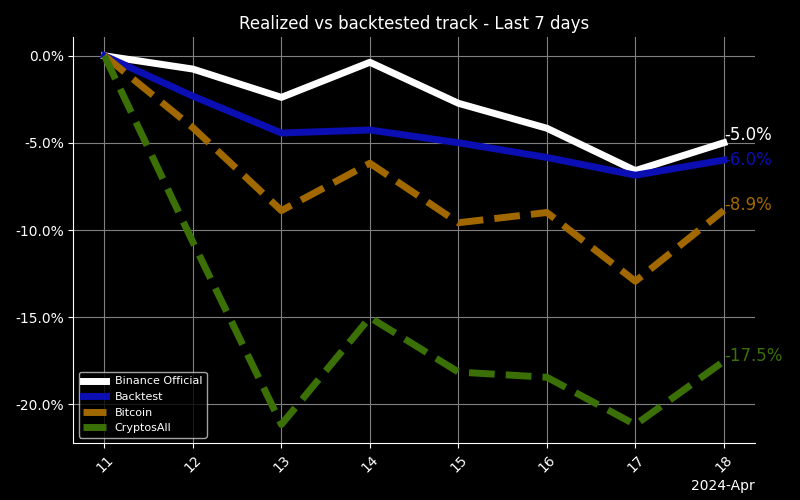 Realized vs backtested track - Last 7 days
0.0%
-5.0%
-10.0%
-15.0%
-20.0%
-5.0%
-6.0%
-8.9%
-17.5%
Binance Official
Backtest
Bitcoin
CryptosAll
11
12
13
14
15
16
17
18
2024-Apr